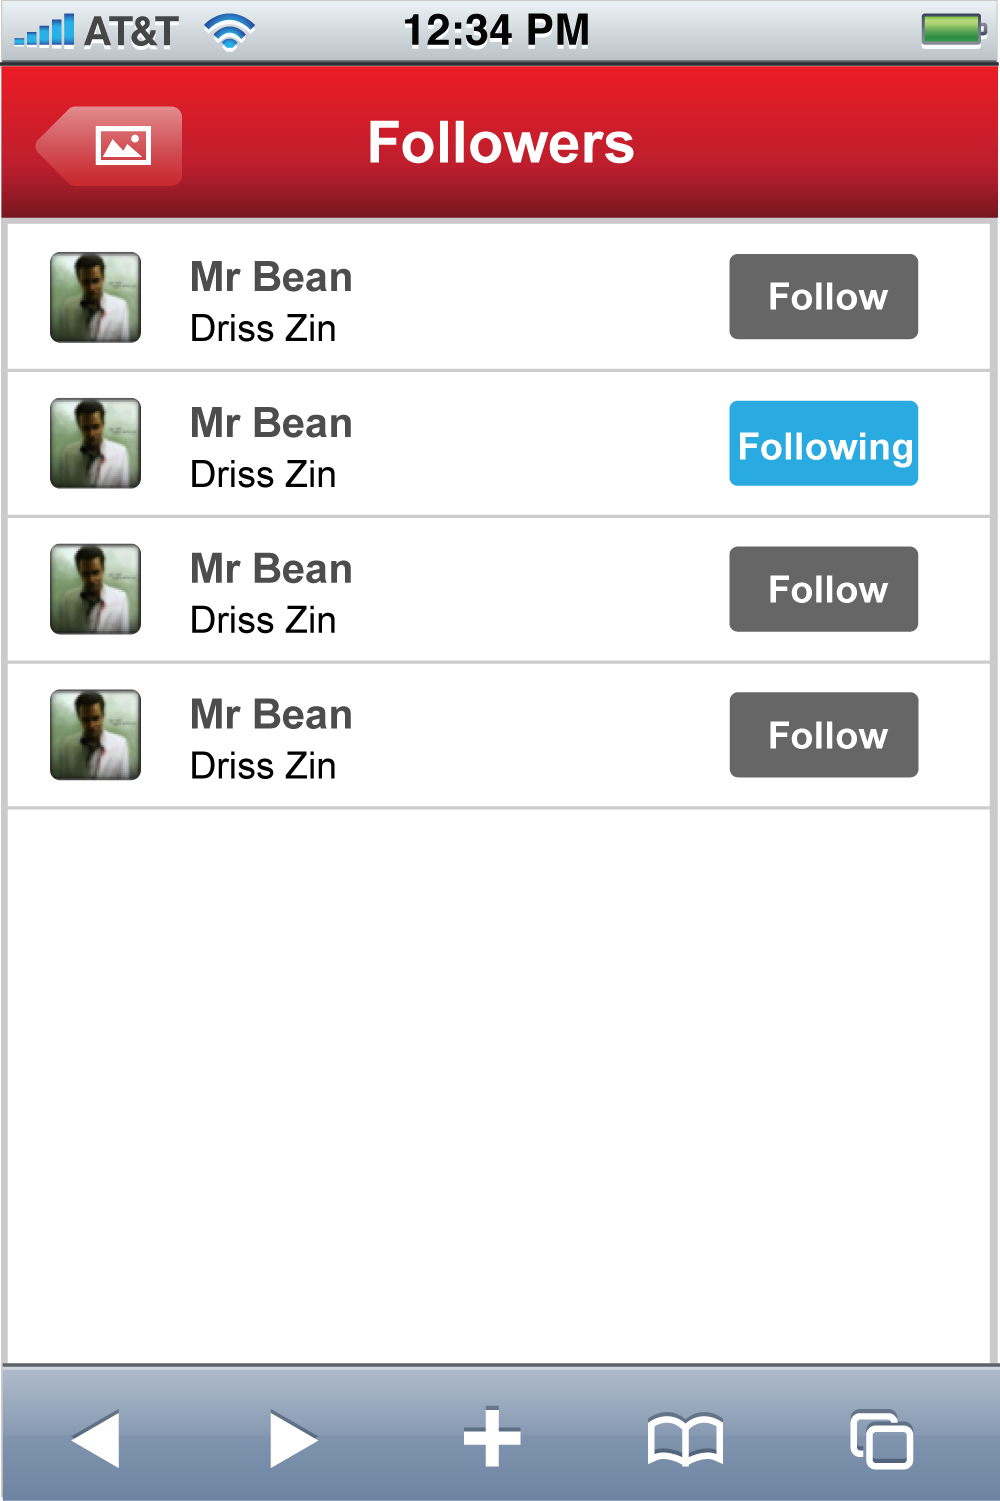 AT&T 12:34 PM
Followers
Mr Bean
Driss Zin
Follow
Mr Bean
Driss Zin
Following
Mr Bean
Driss Zin
Follow
Mr Bean
Driss Zin
Follow